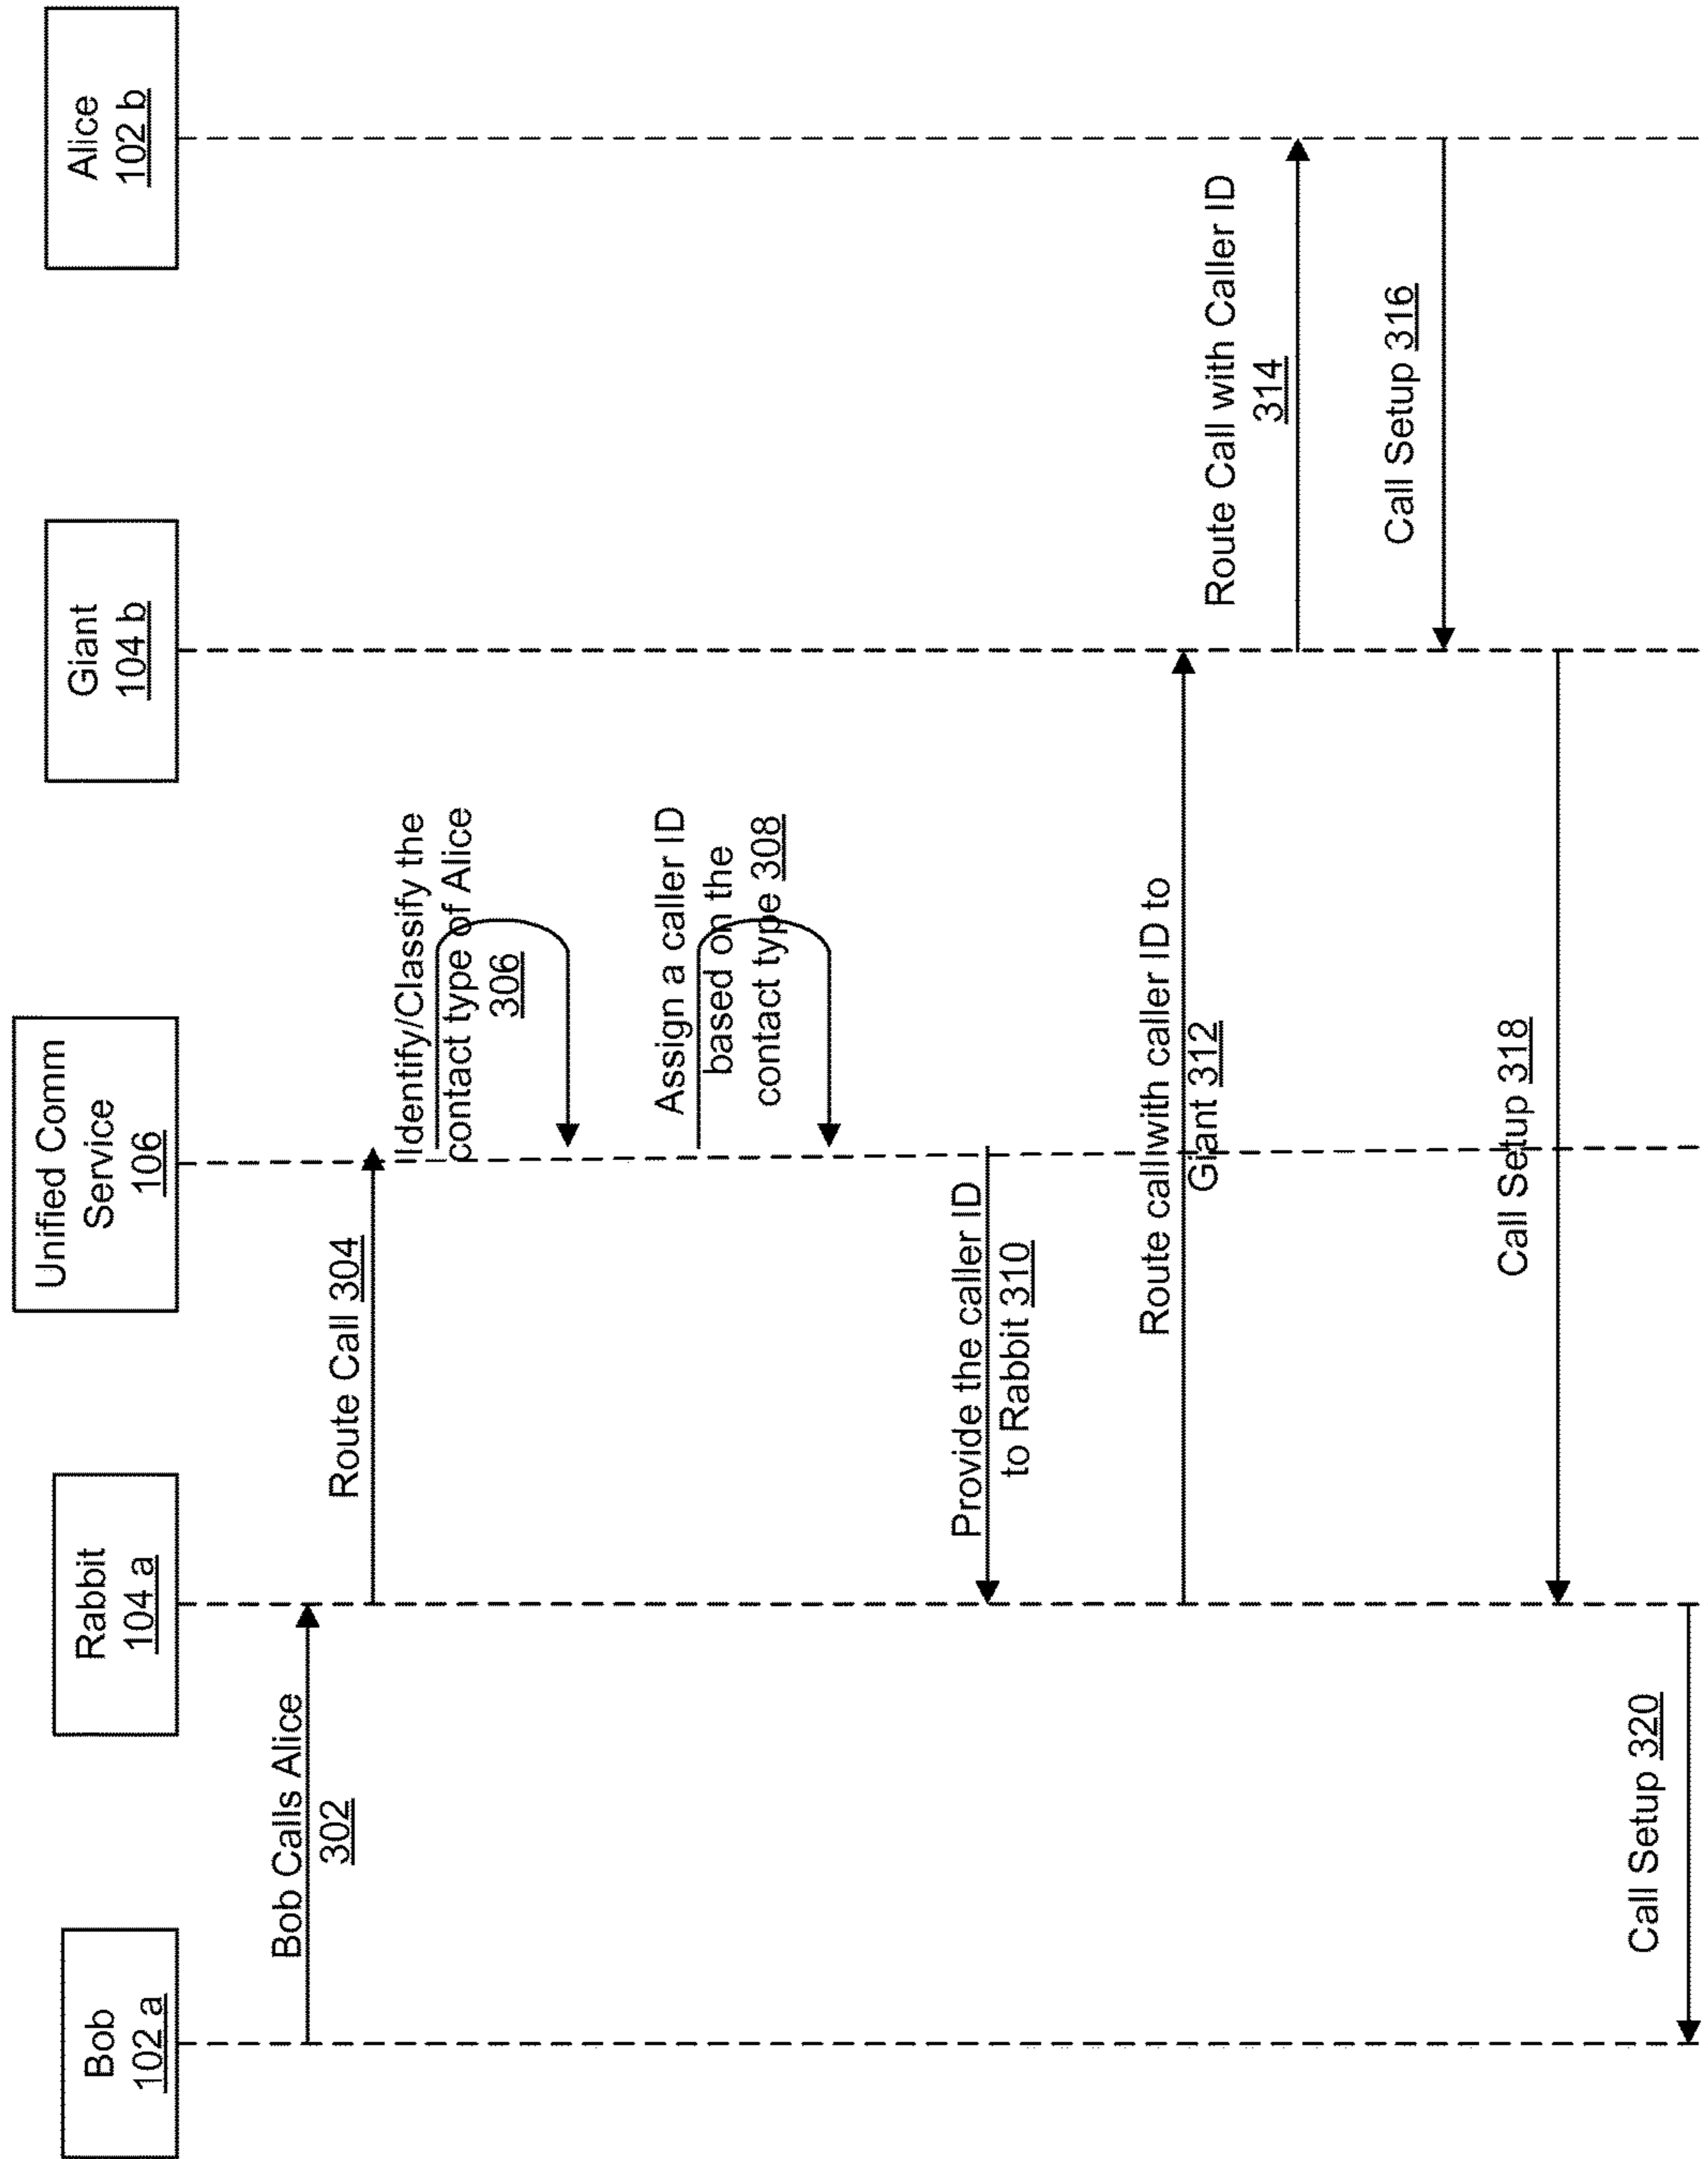 Bob
102 a
Rabbit
104 a
Unified Comm
Service
106
Giant
104 b
Alice
102 b
Bob Calls Alice
302
Route Call 304
Identify/Classify the
contact type of Alice
306
Assign a caller ID
based on the
contact type 308
Provide the caller ID
to Rabbit 310
Route callwith caller ID to
Giant 312
Route Call with Caller ID
314
Call Setup 316
Call Setup 318
Call Setup 320